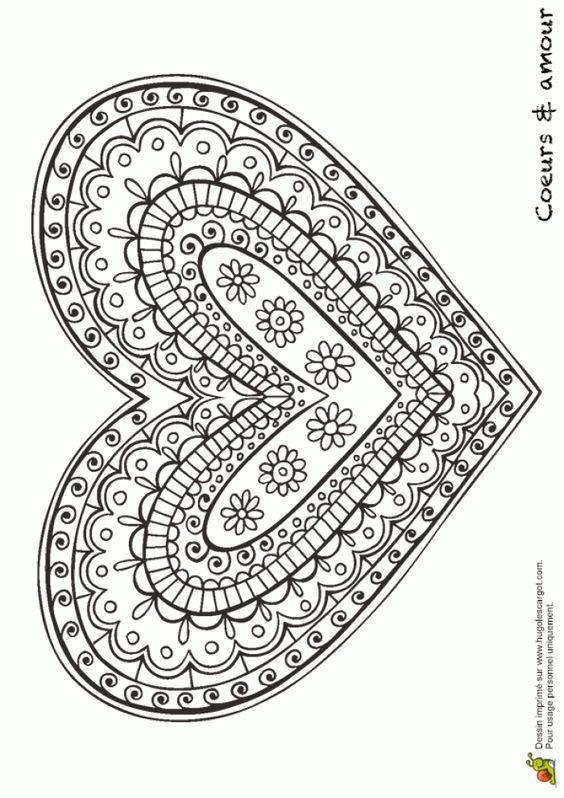 Coeurs & amour
Dessin imprimé sur www.hugolescargot.com.
Pour usage personnel uniquement.